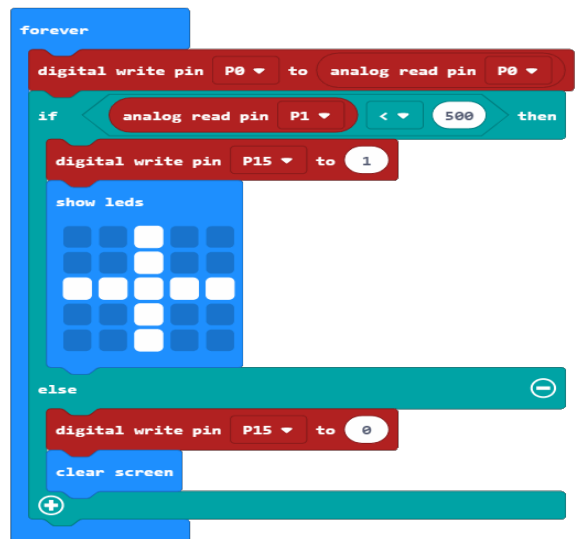 forever
digital write pin P0 to analog read pin P0
if analog read pin P1 < 500 then
digital write pin P15 to 1
show leds
else
digital write pin P15 to 0
clear screen